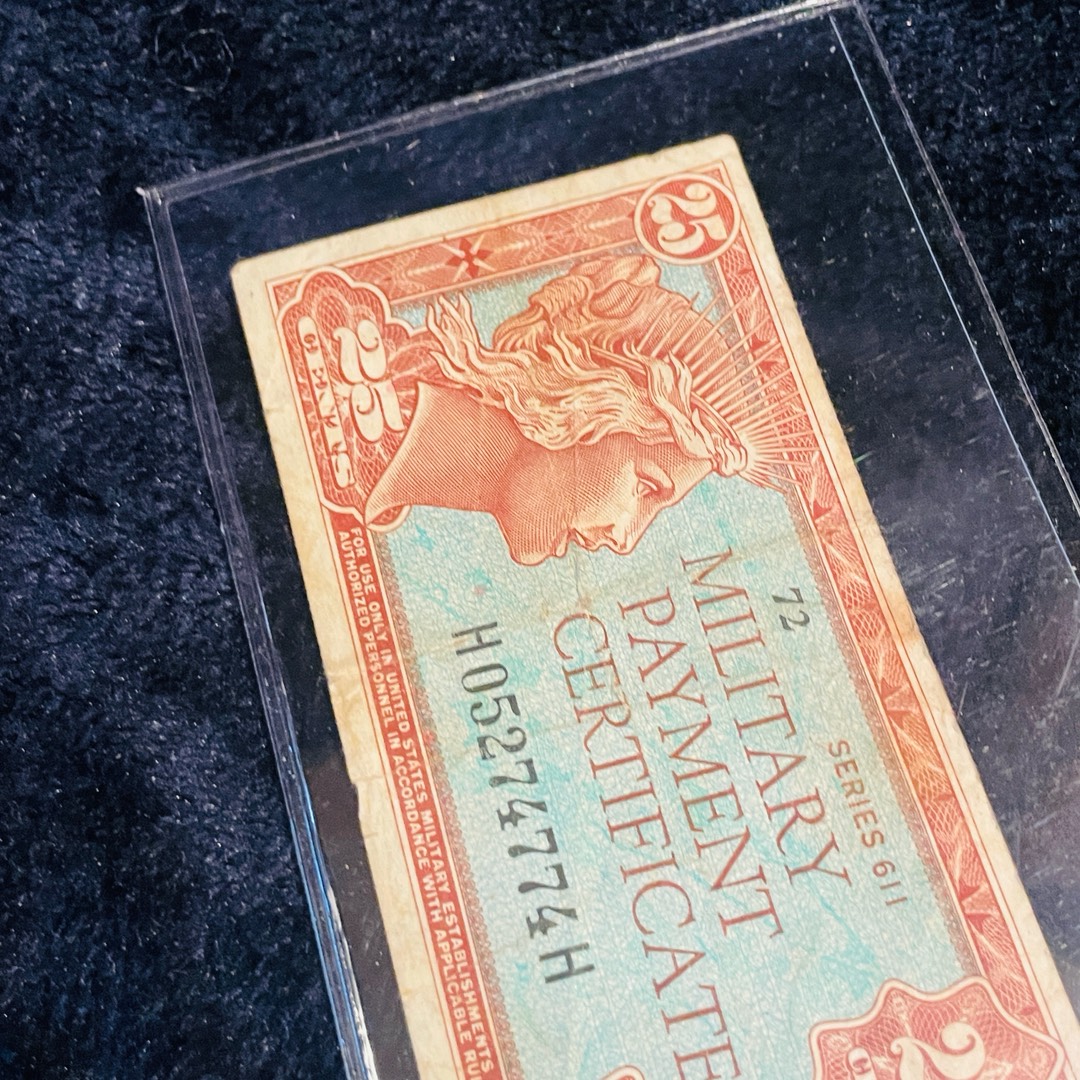 25
25
CENTS
72
SERIES 611
MILITARY
PAYMENT
CERTIFICATE
H05274774H
FOR USE ONLY IN UNITED STATES MILITARY ESTABLISHMENTS
AUTHORIZED PERSONNEL IN ACCORDANCE WITH APPLICABLE